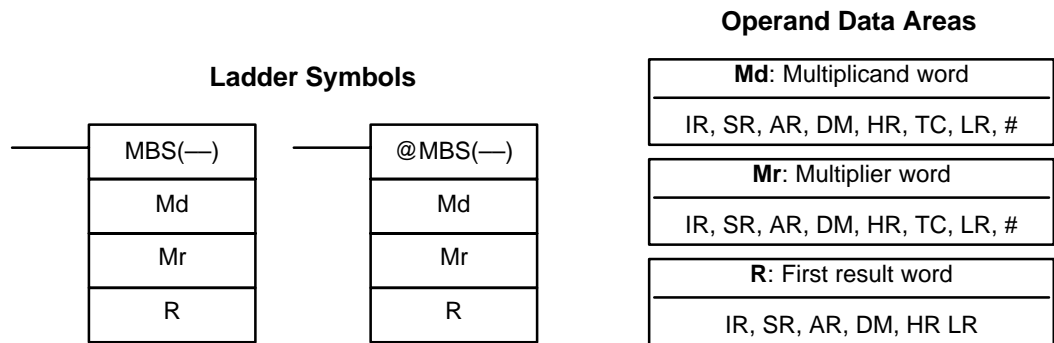 Ladder Symbols
MBS(—)
Md
Mr
R
@MBS(—)
Md
Mr
R
Operand Data Areas
Md: Multiplicand word
IR, SR, AR, DM, HR, TC, LR, #
Mr: Multiplier word
IR, SR, AR, DM, HR, TC, LR, #
R: First result word
IR, SR, AR, DM, HR LR